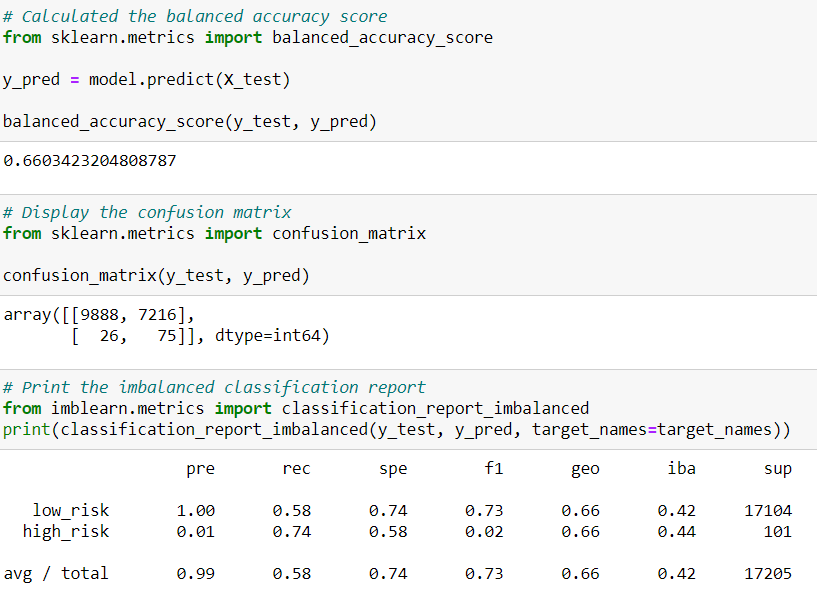 # Calculated the balanced accuracy score
from sklearn.metrics import balanced_accuracy_score
y_pred = model.predict(X_test)
balanced_accuracy_score(y_test, y_pred)
0.6603423204808787
# Display the confusion matrix
from sklearn.metrics import confusion_matrix
confusion_matrix(y_test, y_pred)
array([[9888, 7216],
       [  26,   75]], dtype=int64)
# Print the imbalanced classification report
from imblearn.metrics import classification_report_imbalanced
print(classification_report_imbalanced(y_test, y_pred, target_names=target_names))
                   pre       rec       spe        f1       geo       iba       sup
   low_risk       1.00      0.58      0.74      0.73      0.66      0.42     17104
  high_risk       0.01      0.74      0.58      0.02      0.66      0.44       101
avg / total       0.99      0.58      0.74      0.73      0.66      0.42     17205